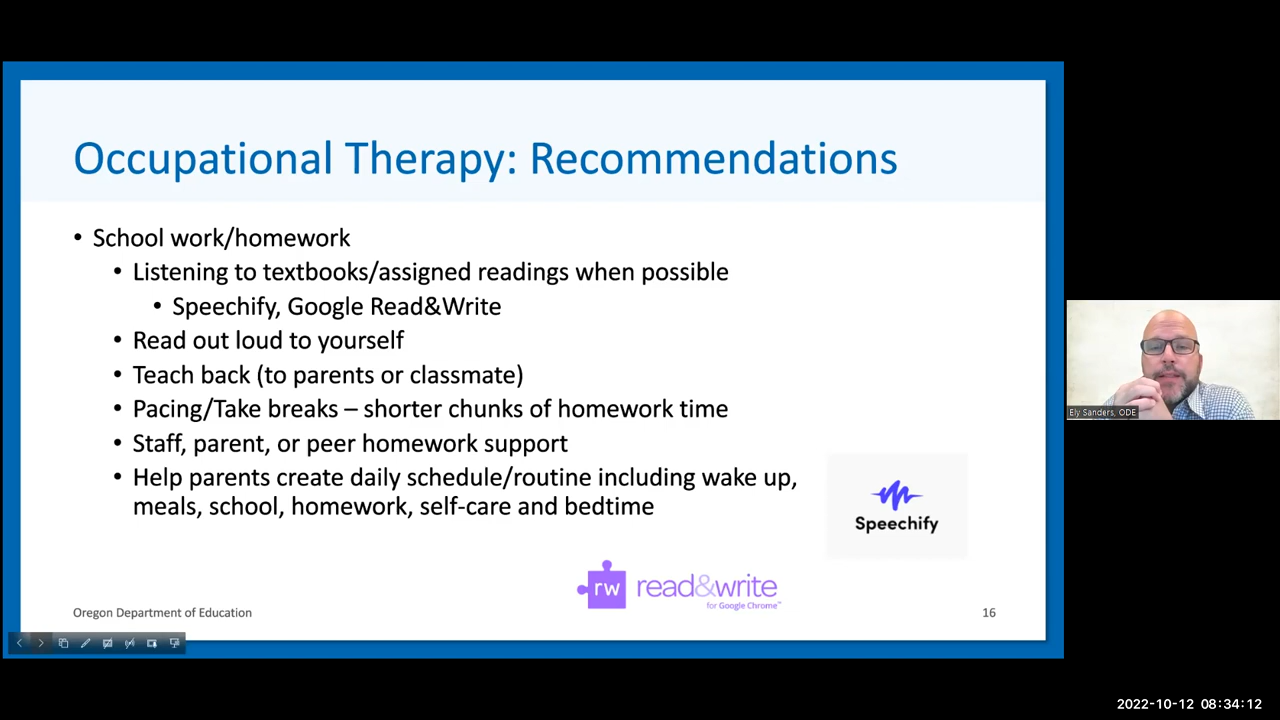 Occupational Therapy: Recommendations
• School work/homework
• Listening to textbooks/assigned readings when possible
• Speechify, Google Read&Write
• Read out loud to yourself
• Teach back (to parents or classmate)
• Pacing/Take breaks – shorter chunks of homework time
• Staff, parent, or peer homework support
• Help parents create daily schedule/routine including wake up,
meals, school, homework, self-care and bedtime
Speechify
rw read&write
for Google Chrome™
Oregon Department of Education
16
Ely Sanders, ODE
2022-10-12 08:34:12